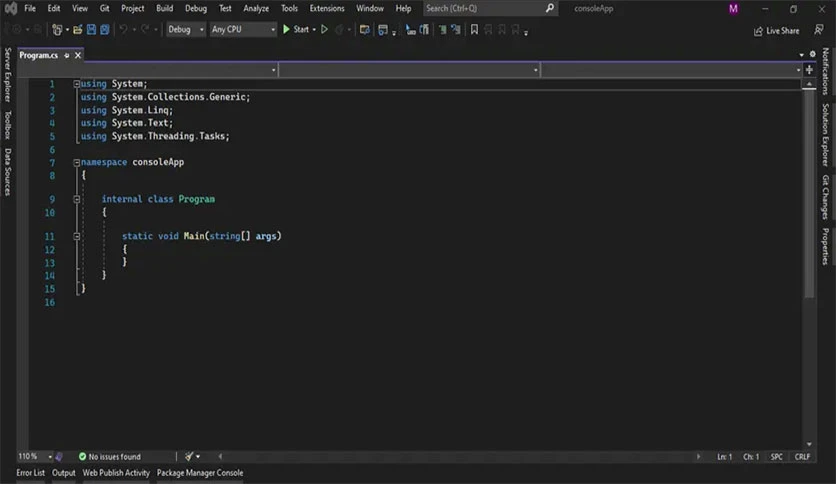 File Edit View Git Project Build Debug Test Analyze Tools Extensions Window Help Search (Ctrl+Q) consoleApp M
Debug Any CPU Start Live Share
Program.cs
Server Explorer
Toolbox
Data Sources
Notifications
Solution Explorer
Git Changes
Properties
1 using System;
2 using System.Collections.Generic;
3 using System.Linq;
4 using System.Text;
5 using System.Threading.Tasks;
6
7 namespace consoleApp
8 {
9 internal class Program
10 {
11 static void Main(string[] args)
12 {
13 }
14 }
15 }
16
110 % No issues found Ln: 1 Ch: 1 SPC CRLF
Error List Output Web Publish Activity Package Manager Console